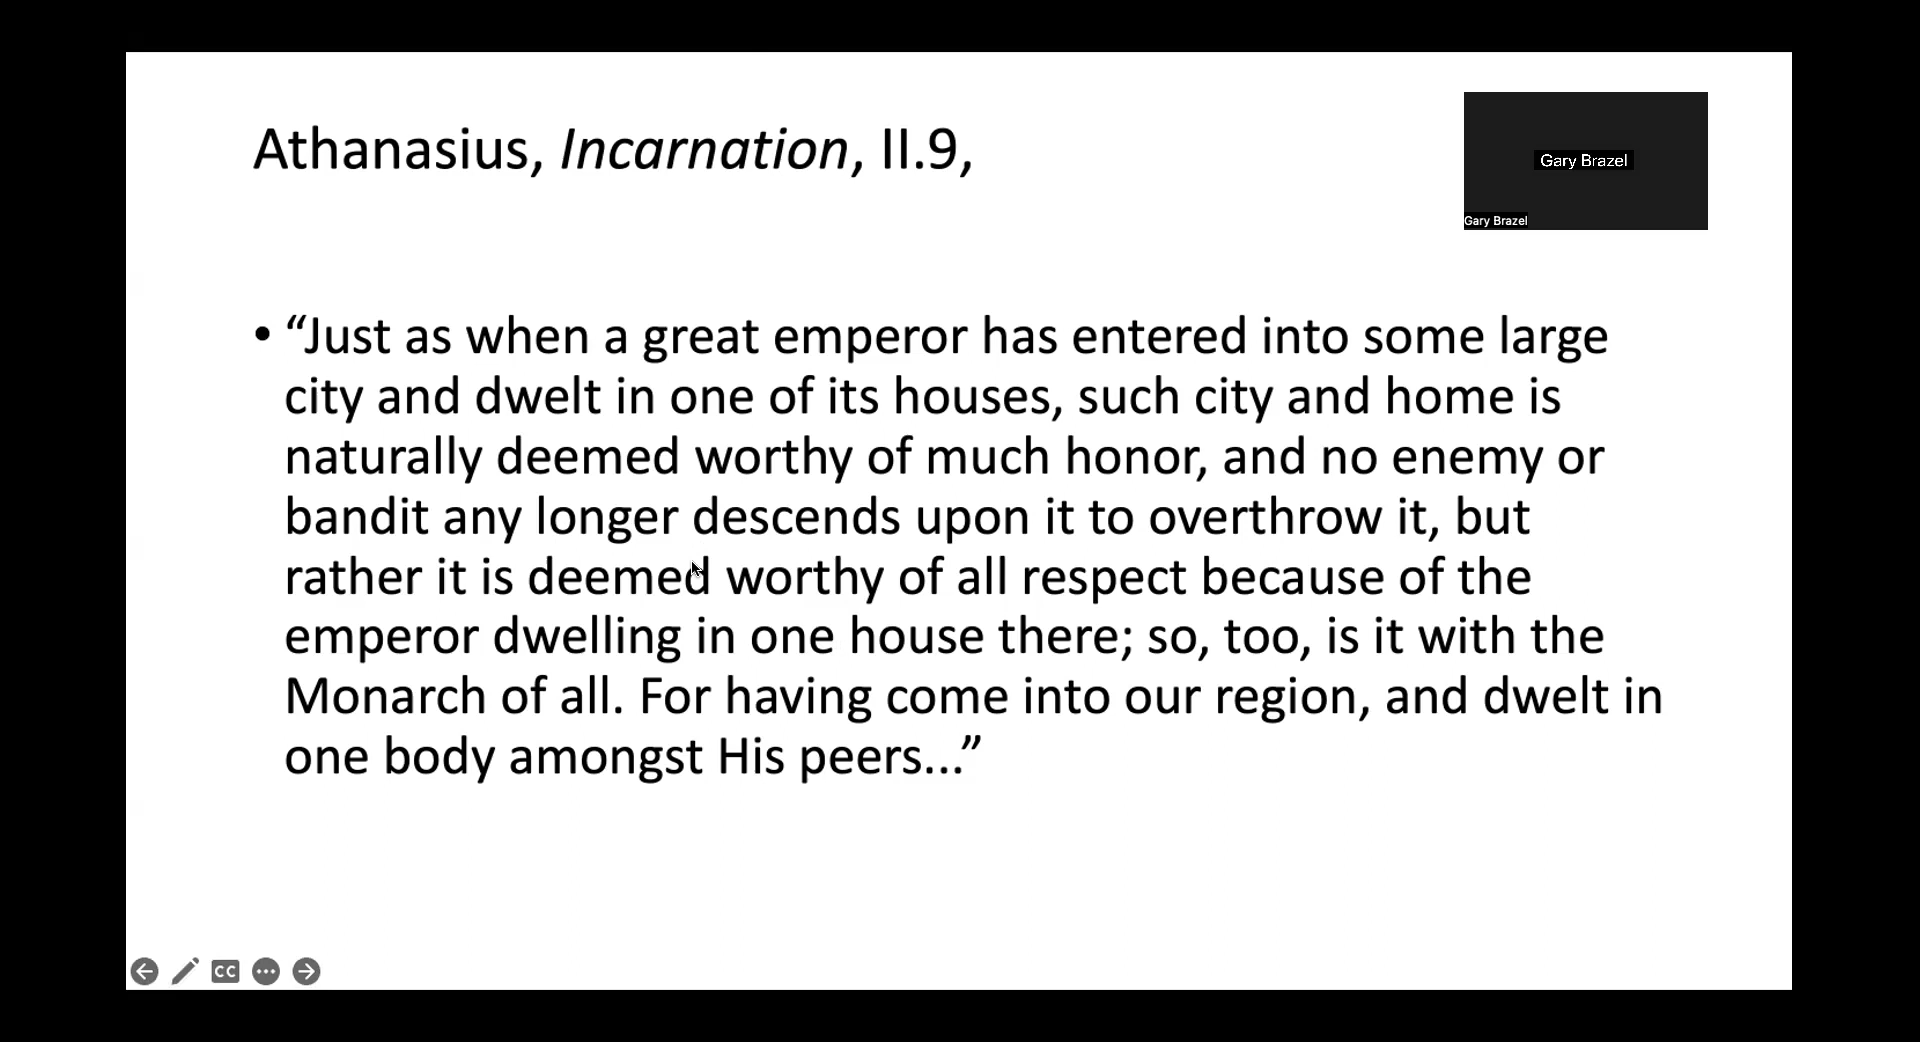 Athanasius, Incarnation, II.9,
Gary Brazel
Gary Brazel
• “Just as when a great emperor has entered into some large
city and dwelt in one of its houses, such city and home is
naturally deemed worthy of much honor, and no enemy or
bandit any longer descends upon it to overthrow it, but
rather it is deemed worthy of all respect because of the
emperor dwelling in one house there; so, too, is it with the
Monarch of all. For having come into our region, and dwelt in
one body amongst His peers...”
CC